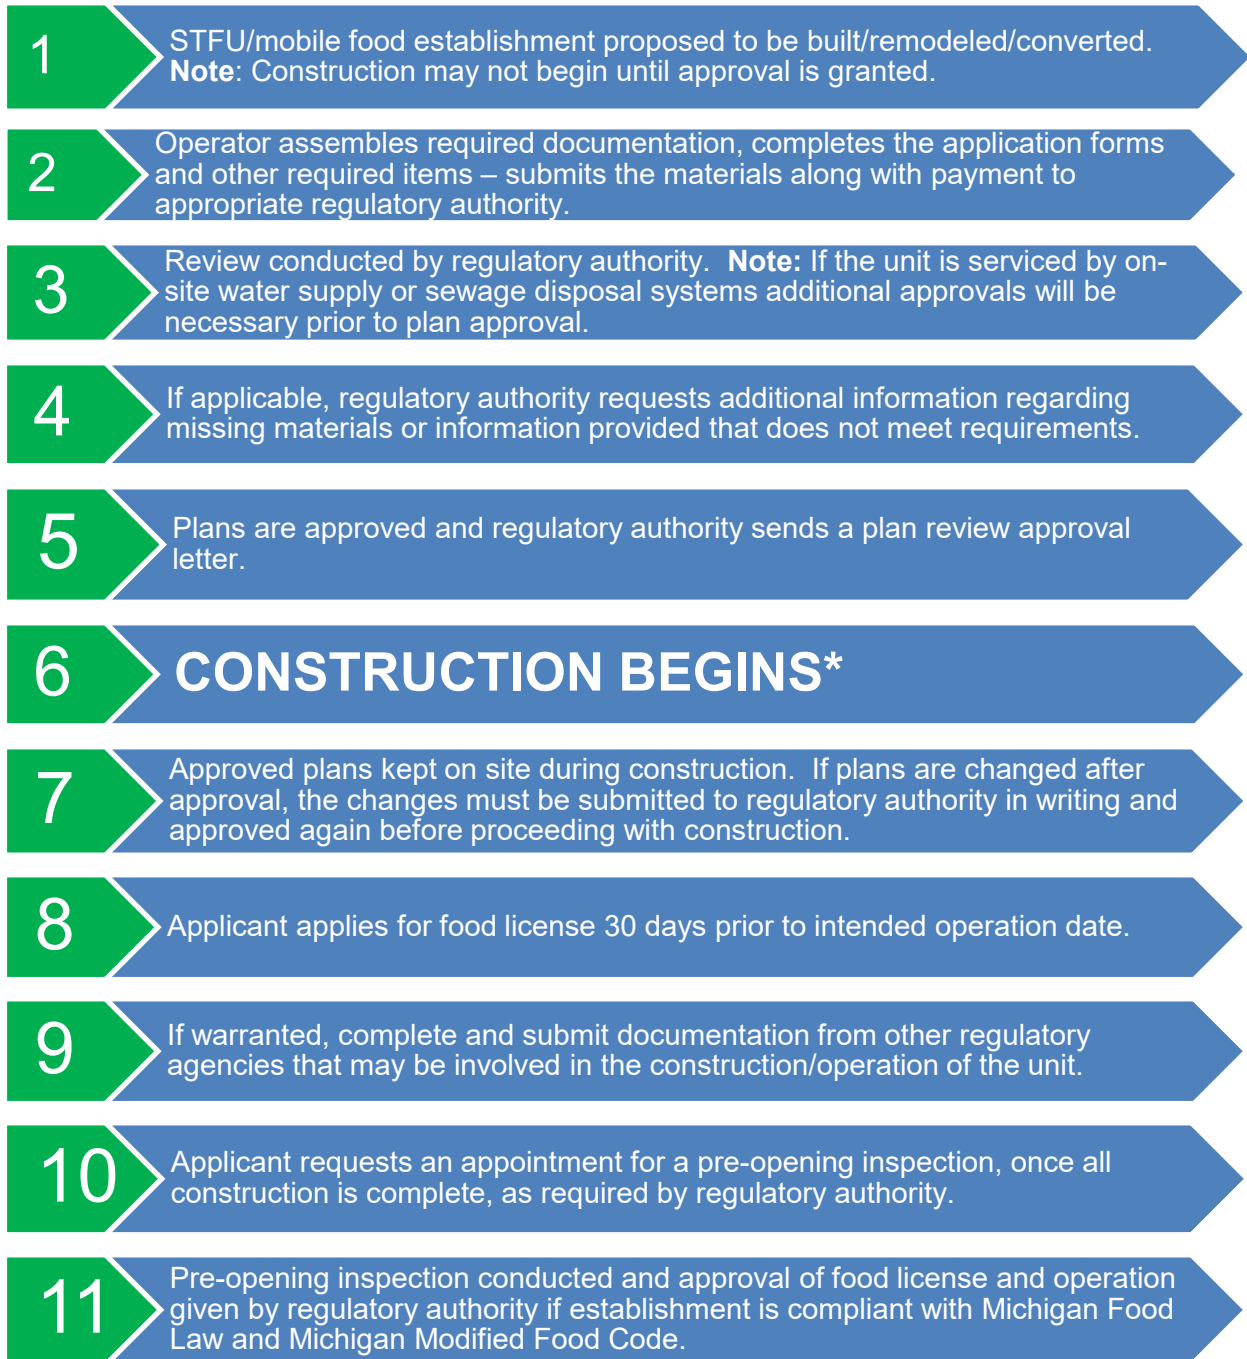 1
STFU/mobile food establishment proposed to be built/remodeled/converted.
Note: Construction may not begin until approval is granted.
2
Operator assembles required documentation, completes the application forms
and other required items – submits the materials along with payment to
appropriate regulatory authority.
3
Review conducted by regulatory authority.  Note: If the unit is serviced by on-
site water supply or sewage disposal systems additional approvals will be
necessary prior to plan approval.
4
If applicable, regulatory authority requests additional information regarding
missing materials or information provided that does not meet requirements.
5
Plans are approved and regulatory authority sends a plan review approval
letter.
6
CONSTRUCTION BEGINS*
7
Approved plans kept on site during construction.  If plans are changed after
approval, the changes must be submitted to regulatory authority in writing and
approved again before proceeding with construction.
8
Applicant applies for food license 30 days prior to intended operation date.
9
If warranted, complete and submit documentation from other regulatory
agencies that may be involved in the construction/operation of the unit.
10
Applicant requests an appointment for a pre-opening inspection, once all
construction is complete, as required by regulatory authority.
11
Pre-opening inspection conducted and approval of food license and operation
given by regulatory authority if establishment is compliant with Michigan Food
Law and Michigan Modified Food Code.